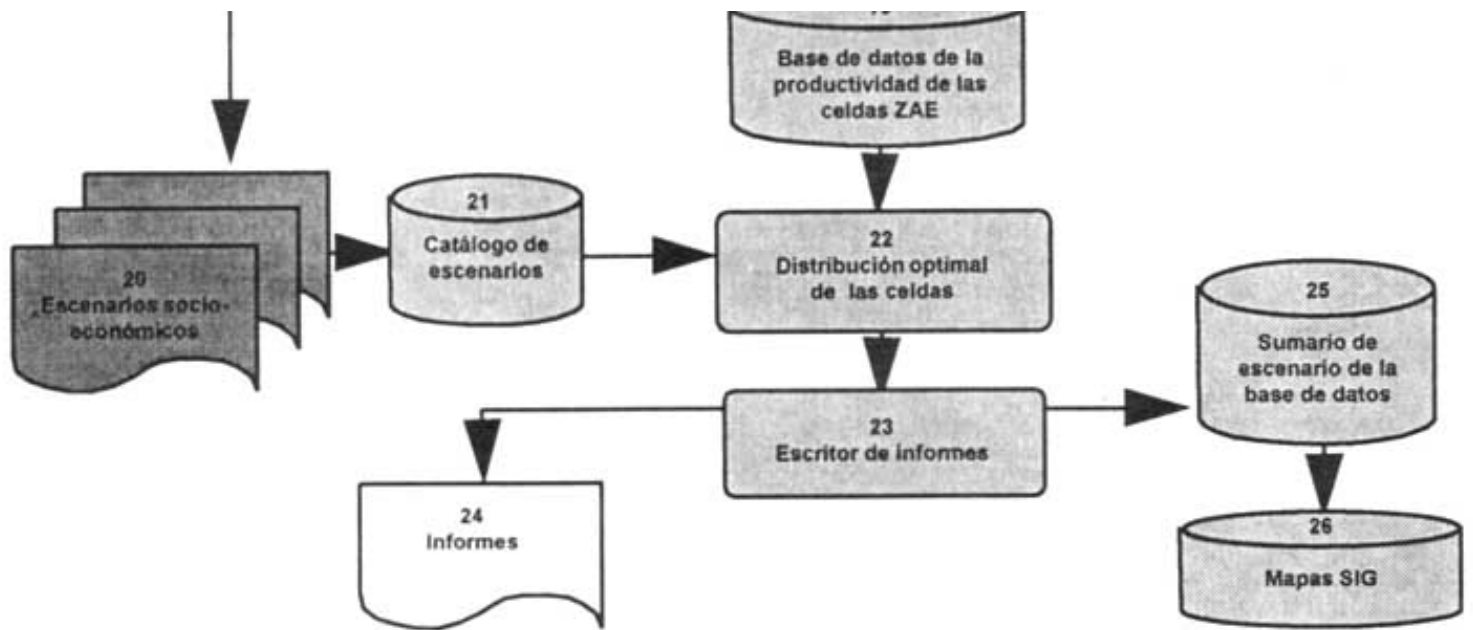 Base de datos de la
productividad de las
celdas ZAE
20
Escenarios socio-
económicos
21
Catálogo de
escenarios
22
Distribución optimal
de las celdas
23
Escritor de informes
24
Informes
25
Sumario de
escenario de la
base de datos
26
Mapas SIG